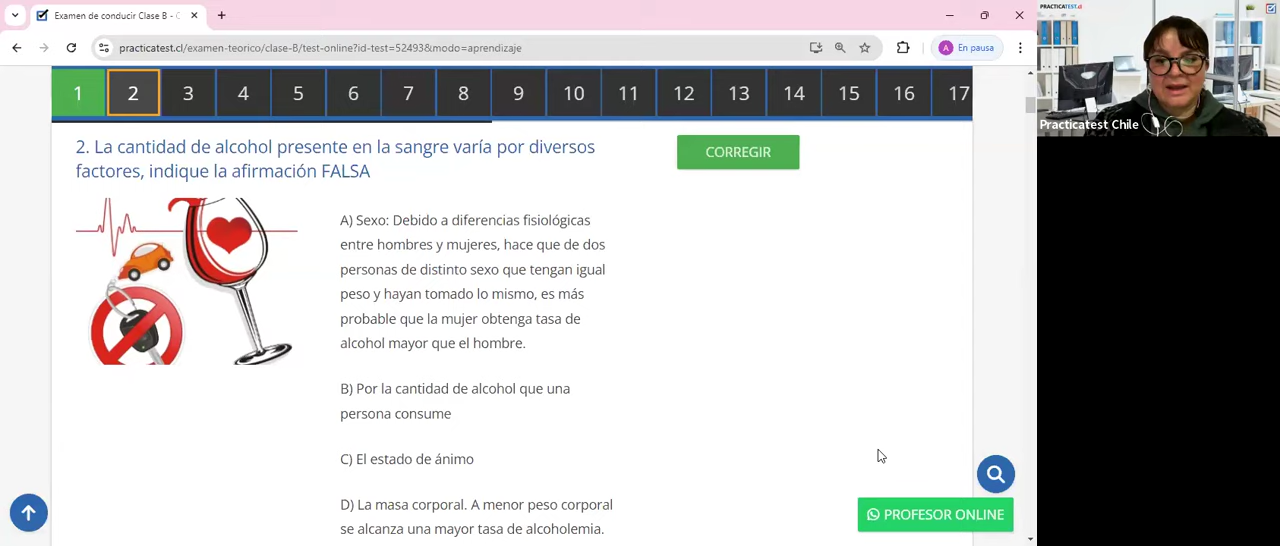 Examen de conducir Clase B - C
practicatest.cl/examen-teorico/clase-B/test-online?id-test=52493&modo=aprendizaje
A En pausa
1 2 3 4 5 6 7 8 9 10 11 12 13 14 15 16 17
2. La cantidad de alcohol presente en la sangre varía por diversos
factores, indique la afirmación FALSA
CORREGIR
A) Sexo: Debido a diferencias fisiológicas
entre hombres y mujeres, hace que de dos
personas de distinto sexo que tengan igual
peso y hayan tomado lo mismo, es más
probable que la mujer obtenga tasa de
alcohol mayor que el hombre.
B) Por la cantidad de alcohol que una
persona consume
C) El estado de ánimo
D) La masa corporal. A menor peso corporal
se alcanza una mayor tasa de alcoholemia.
PROFESOR ONLINE
PRACTICATEST.cl
Practicatest Chile